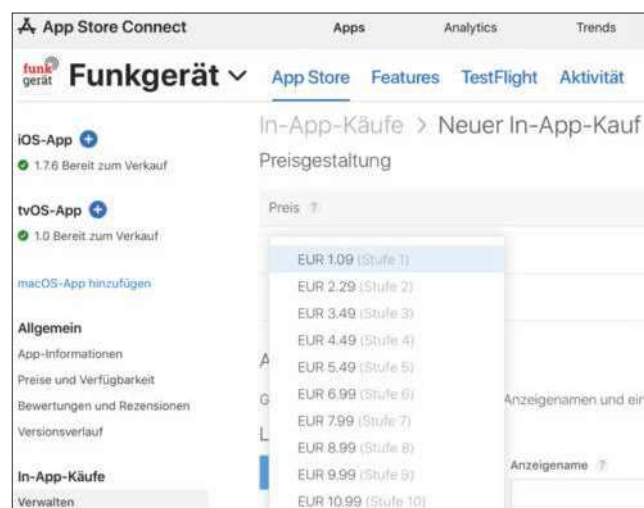 App Store Connect
Apps
Analytics
Trends
funk
gerät
Funkgerät
App Store
Features
TestFlight
Aktivität
iOS-App
1.7.6 Bereit zum Verkauf
tvOS-App
1.0 Bereit zum Verkauf
macOS-App hinzufügen
Allgemein
App-Informationen
Preise und Verfügbarkeit
Bewertungen und Rezensionen
Versionsverlauf
In-App-Käufe
Verwalten
In-App-Käufe > Neuer In-App-Kauf
Preisgestaltung
Preis ?
EUR 1.09 (Stufe 1)
EUR 2.29 (Stufe 2)
EUR 3.49 (Stufe 3)
EUR 4.49 (Stufe 4)
EUR 5.49 (Stufe 5)
EUR 6.99 (Stufe 6)
EUR 7.99 (Stufe 7)
EUR 8.99 (Stufe 8)
EUR 9.99 (Stufe 9)
EUR 10.99 (Stufe 10)
A
G
Anzeigenamen und ein
L
Anzeigename ?